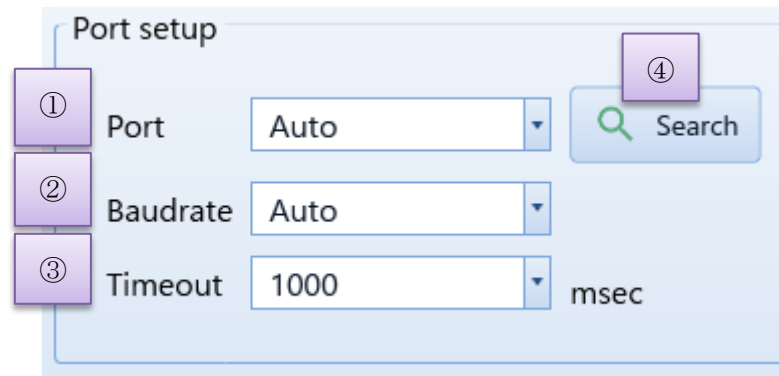 Port setup
④
① Port Auto Search
② Baudrate Auto
③ Timeout 1000 msec